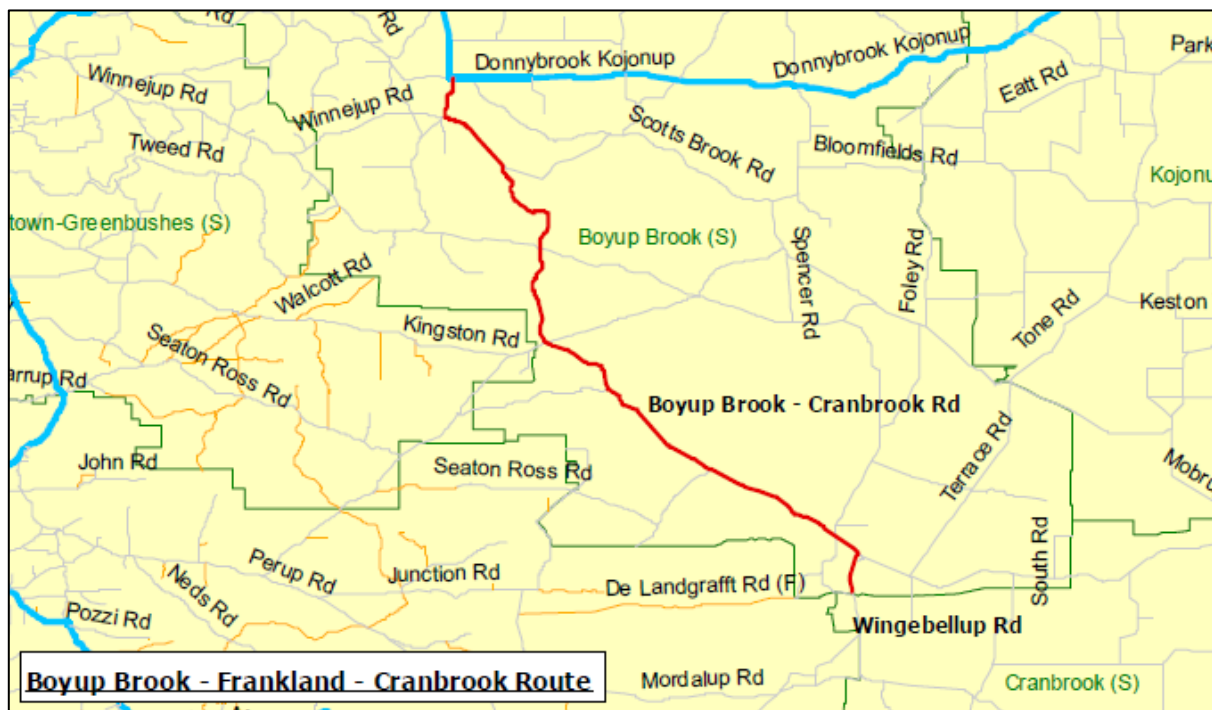 Rd
Rd
Donnybrook Kojonup
Donnybrook Kojonup
Park
Winnejup Rd
Eatt Rd
Winnejup Rd
Scotts Brook Rd
Tweed Rd
Bloomfields Rd
Kojonu
town-Greenbushes (S)
Boyup Brook (S)
Spencer Rd
Foley Rd
Walcott Rd
Tone Rd
Keston
Kingston Rd
Seaton Ross Rd
arrup Rd
Boyup Brook - Cranbrook Rd
John Rd
Seaton Ross Rd
Terrace Rd
Mobru
South Rd
Perup Rd
Junction Rd
De Landgrafft Rd (F)
Neds Rd
Pozzi Rd
Wingebellup Rd
Boyup Brook - Frankland - Cranbrook Route
Mordalup Rd
Cranbrook (S)